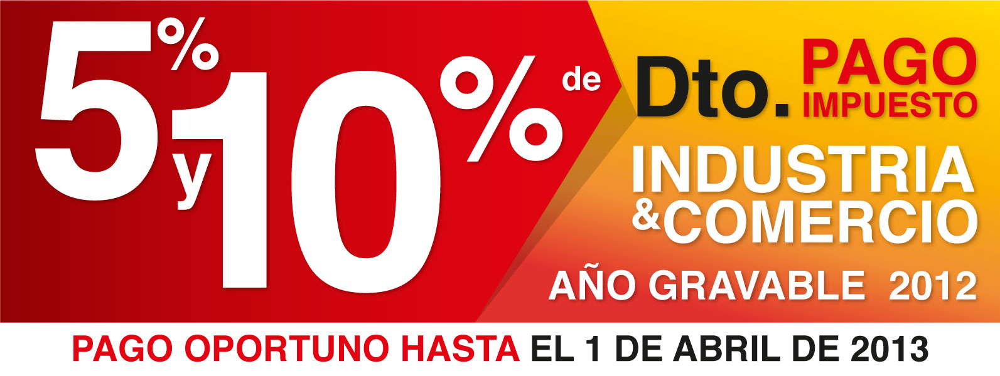 5% y 10% de
Dto. PAGO
IMPUESTO
INDUSTRIA
&COMERCIO
AÑO GRAVABLE 2012
PAGO OPORTUNO HASTA EL 1 DE ABRIL DE 2013